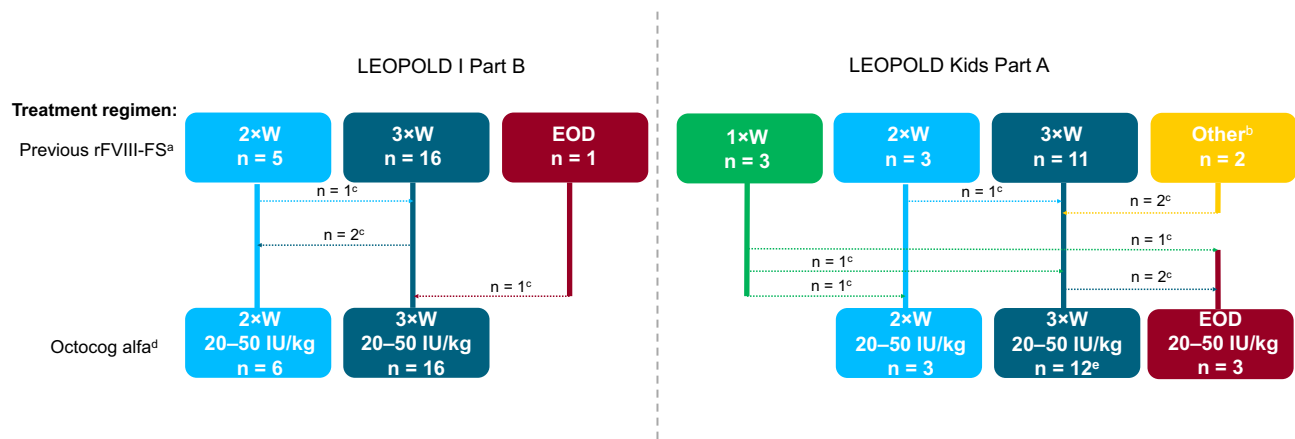 LEOPOLD I Part B
LEOPOLD Kids Part A
Treatment regimen:
Previous rFVIII-FSᵃ
2×W
n = 5
3×W
n = 16
EOD
n = 1
1×W
n = 3
2×W
n = 3
3×W
n = 11
Otherᵇ
n = 2
n = 1ᶜ
n = 2ᶜ
n = 1ᶜ
n = 1ᶜ
n = 2ᶜ
n = 1ᶜ
n = 1ᶜ
n = 2ᶜ
n = 1ᶜ
Octocog alfaᵈ
2×W
20–50 IU/kg
n = 6
3×W
20–50 IU/kg
n = 16
2×W
20–50 IU/kg
n = 3
3×W
20–50 IU/kg
n = 12ᵉ
EOD
20–50 IU/kg
n = 3